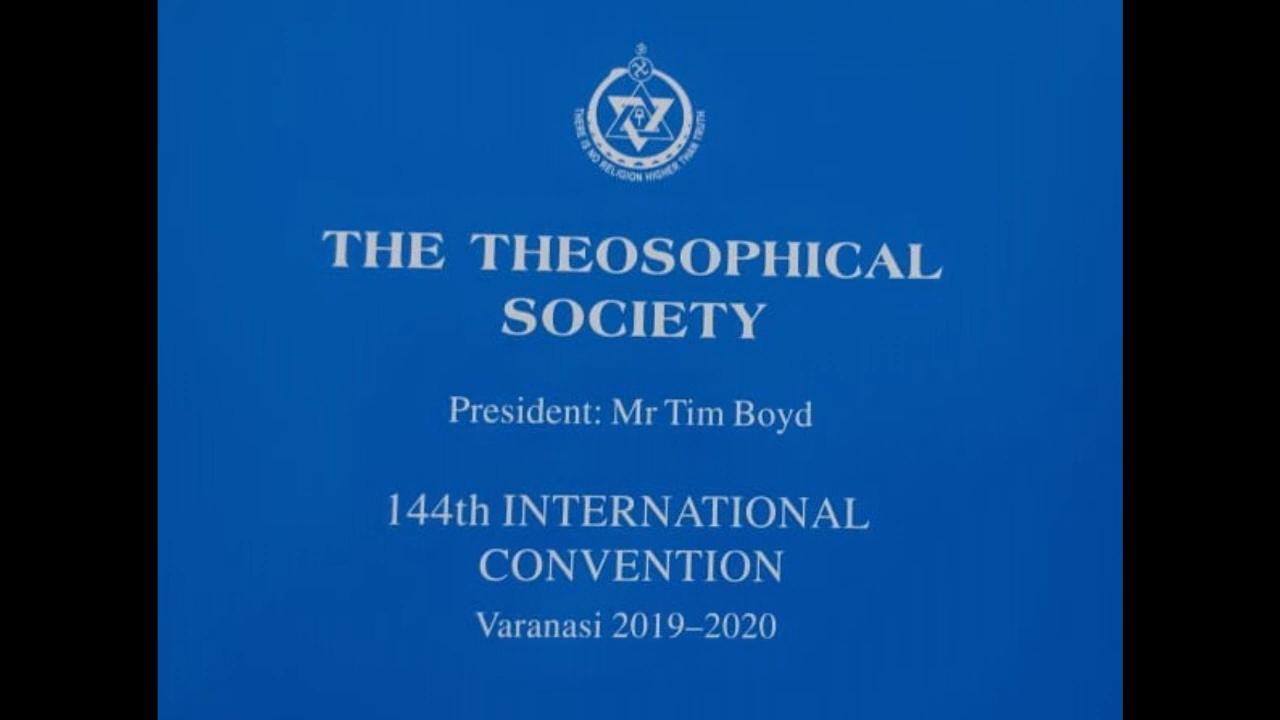 ॐ
THERE IS NO RELIGION HIGHER THAN TRUTH
THE THEOSOPHICAL
SOCIETY
President: Mr Tim Boyd
144th INTERNATIONAL
CONVENTION
Varanasi 2019–2020